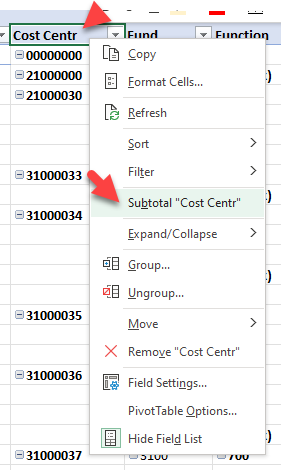 Cost Centr Fund Function
00000000
21000000
21000030
31000033
31000034
31000035
31000036
31000037 3100 700
Copy
Format Cells...
Refresh
Sort
Filter
Subtotal "Cost Centr"
Expand/Collapse
Group...
Ungroup...
Move
Remove "Cost Centr"
Field Settings...
PivotTable Options...
Hide Field List